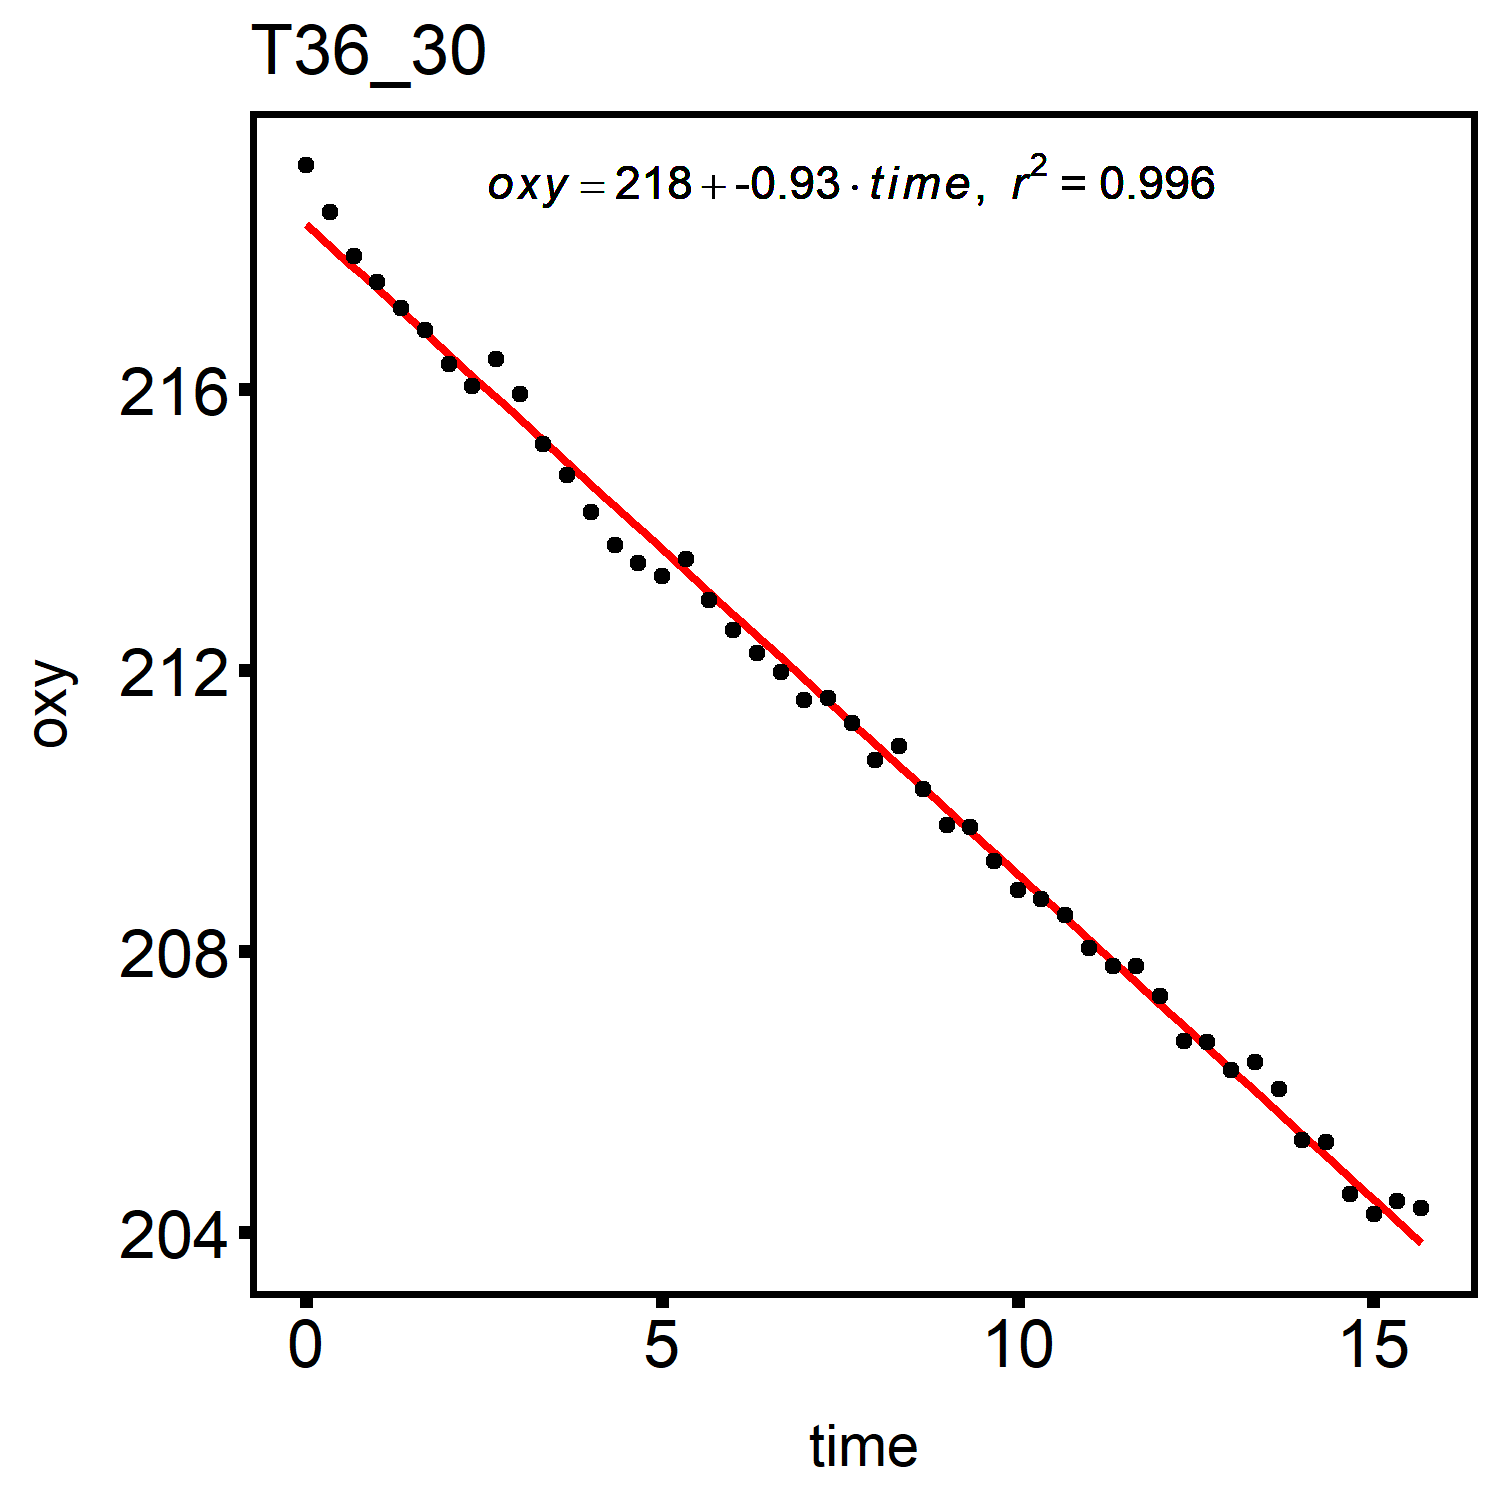 T36_30
oxy = 218 + -0.93 · time, r² = 0.996
216
212
208
204
oxy
0 5 10 15
time